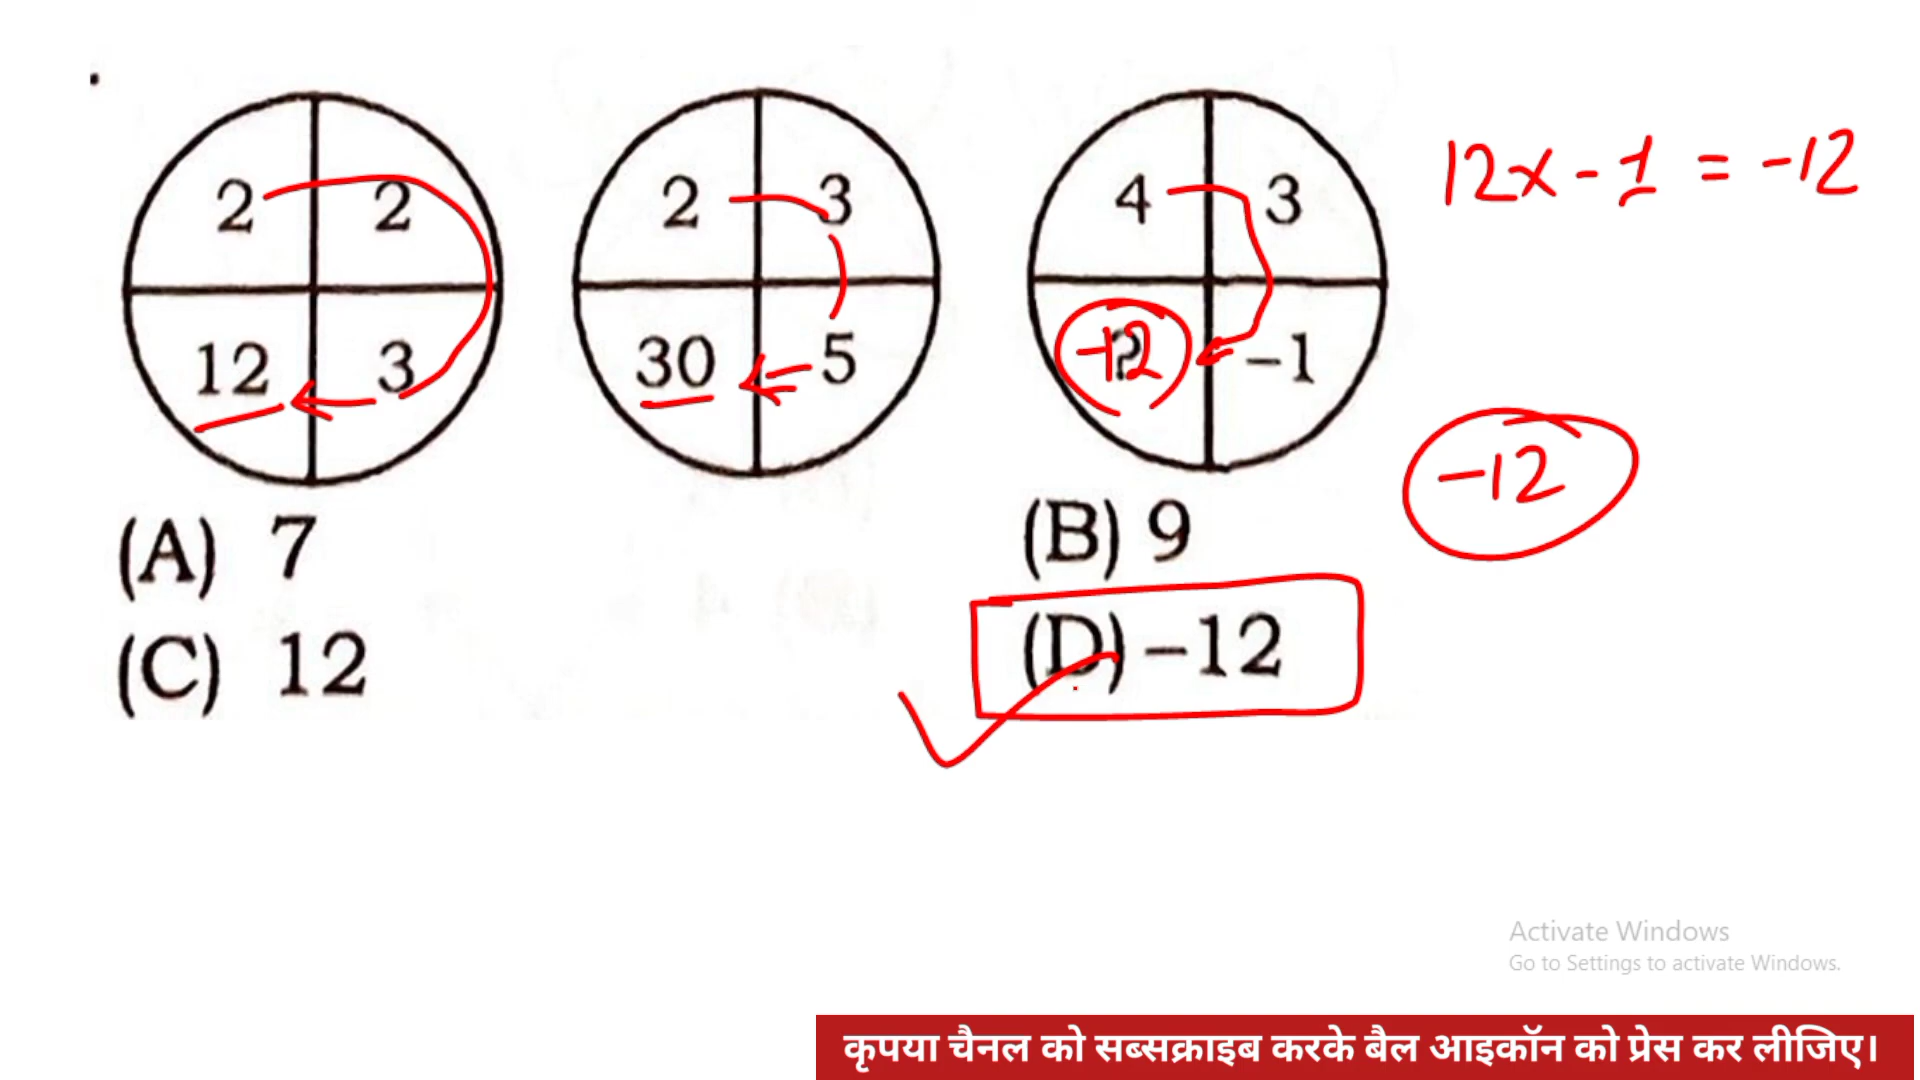 2 2 2 3 4 3
12x-1 = -12
12 3 30 5 -12 –1
-12
(A) 7 (B) 9
(C) 12 (D) –12
Activate Windows
Go to Settings to activate Windows.
कृपया चैनल को सब्सक्राइब करके बैल आइकॉन को प्रेस कर लीजिए।